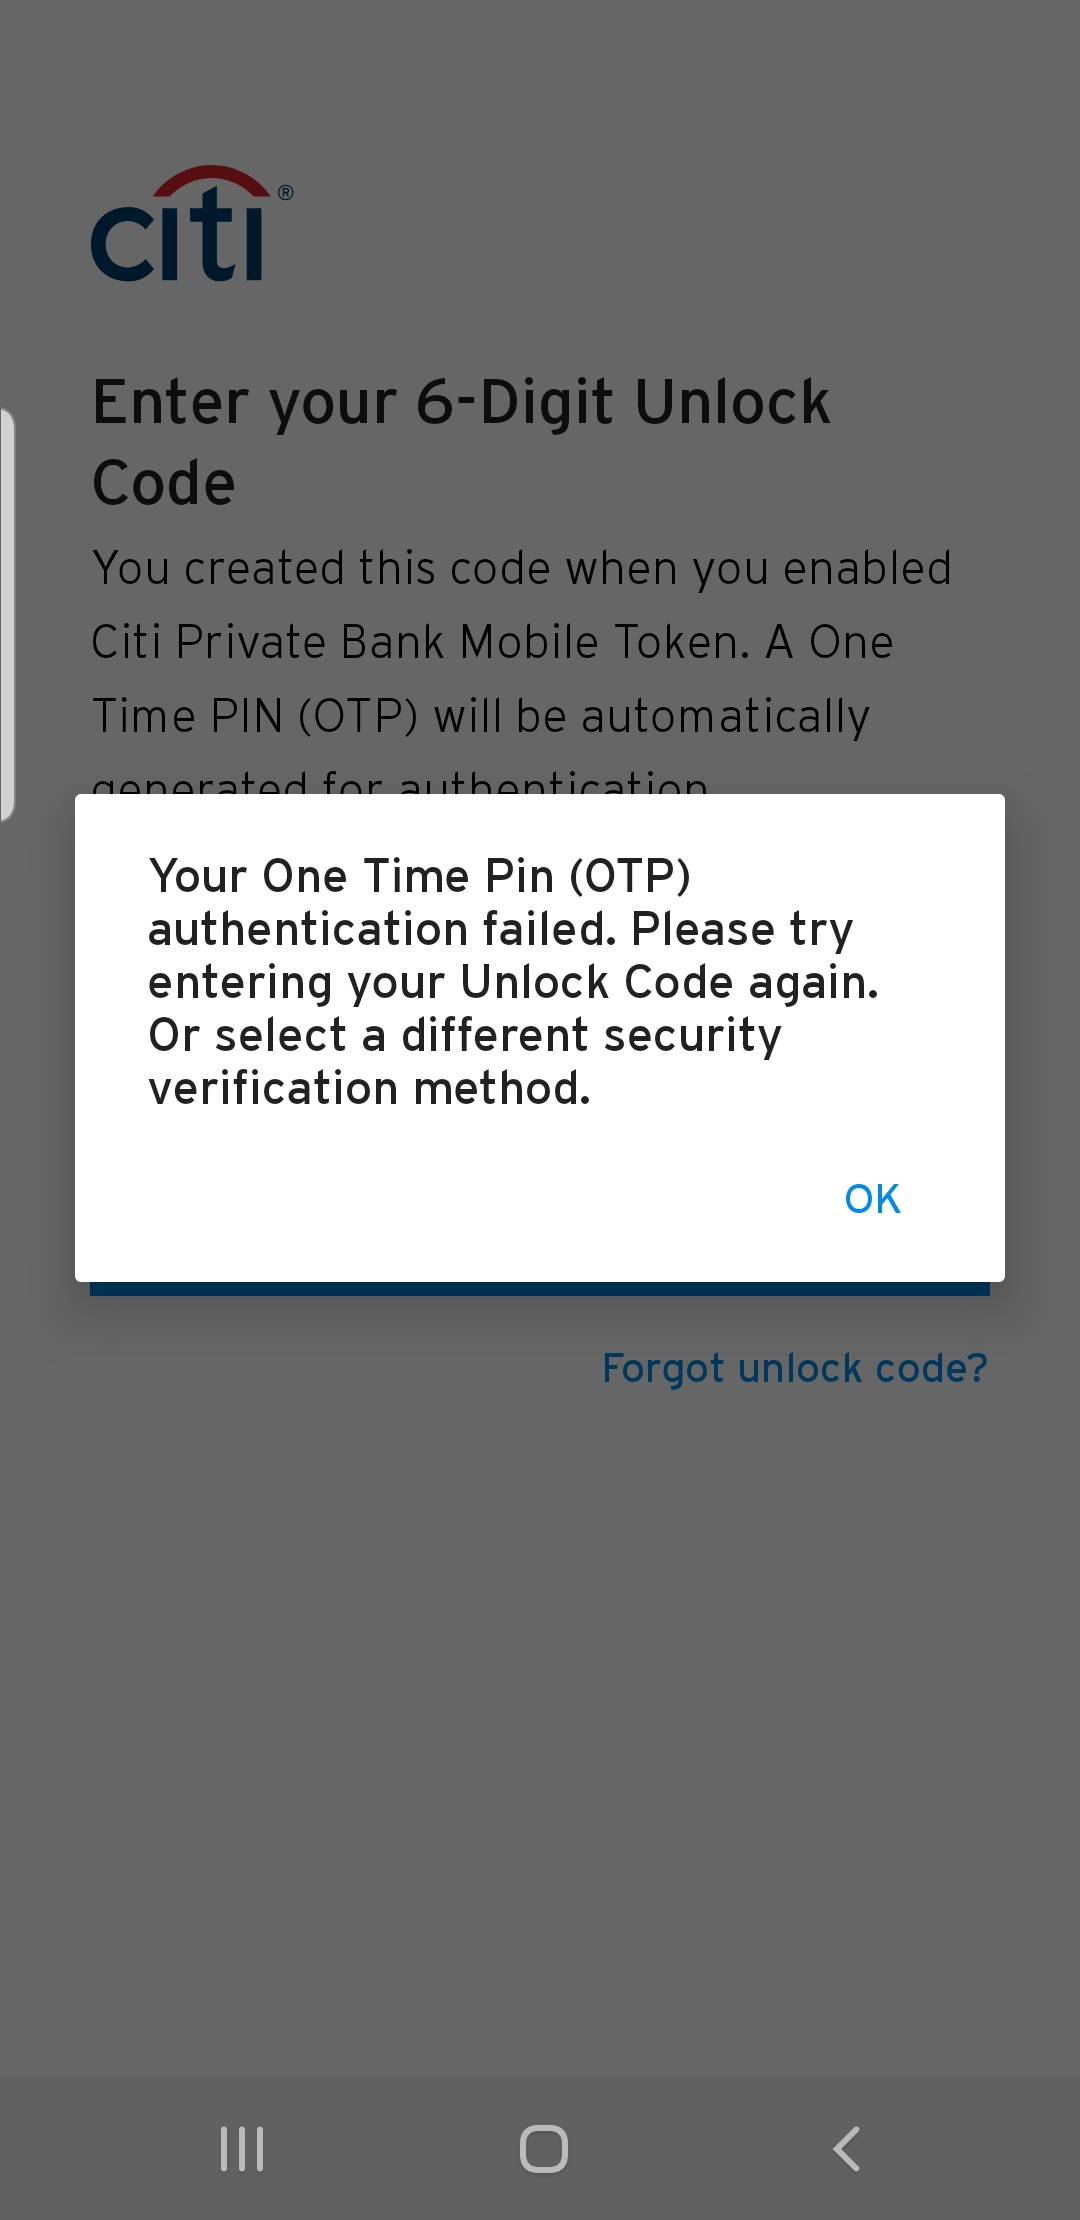 citi®
Enter your 6-Digit Unlock
Code
You created this code when you enabled
Citi Private Bank Mobile Token. A One
Time PIN (OTP) will be automatically
generated for authentication
Your One Time Pin (OTP)
authentication failed. Please try
entering your Unlock Code again.
Or select a different security
verification method.
OK
Forgot unlock code?